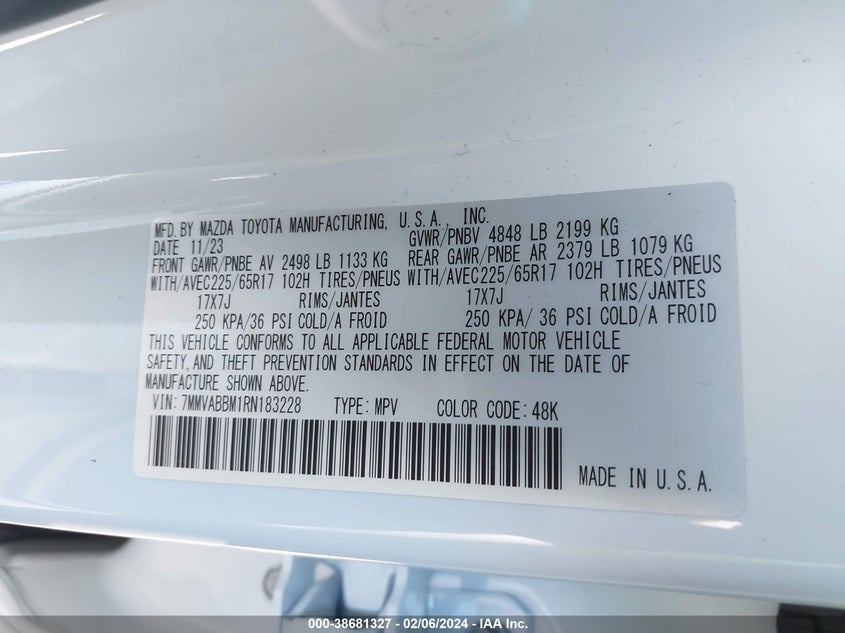 MFD. BY MAZDA TOYOTA MANUFACTURING, U.S.A., INC.
DATE 11/23 GVWR/PNBV 4848 LB 2199 KG
FRONT GAWR/PNBE AV 2498 LB 1133 KG REAR GAWR/PNBE AR 2379 LB 1079 KG
WITH/AVEC225/65R17 102H TIRES/PNEUS WITH/AVEC225/65R17 102H TIRES/PNEUS
17X7J RIMS/JANTES 17X7J RIMS/JANTES
250 KPA/36 PSI COLD/A FROID 250 KPA/ 36 PSI COLD/A FROID
THIS VEHICLE CONFORMS TO ALL APPLICABLE FEDERAL MOTOR VEHICLE
SAFETY, AND THEFT PREVENTION STANDARDS IN EFFECT ON THE DATE OF
MANUFACTURE SHOWN ABOVE.
VIN: 7MMVABBM1RN183228 TYPE: MPV COLOR CODE: 48K
MADE IN U.S.A.
000-38681327 - 02/06/2024 - IAA Inc.